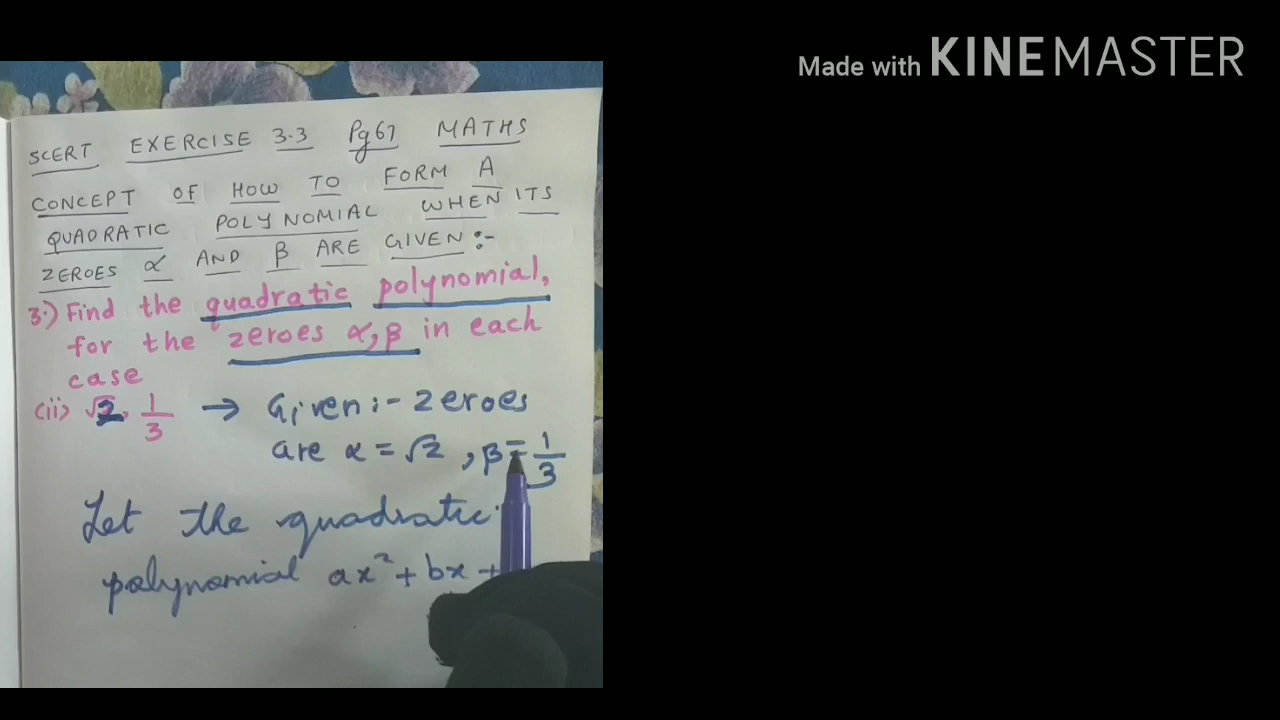 Made with KINEMASTER
SCERT EXERCISE 3.3 Pg67 MATHS
CONCEPT OF HOW TO FORM A
QUADRATIC POLYNOMIAL WHEN ITS
ZEROES α AND β ARE GIVEN :-
3.) Find the quadratic polynomial,
for the zeroes α, β in each
case
(ii) √2, 1/3 → Given :- Zeroes
are α = √2, β = 1/3
Let the quadratic
polynomial ax² + bx +